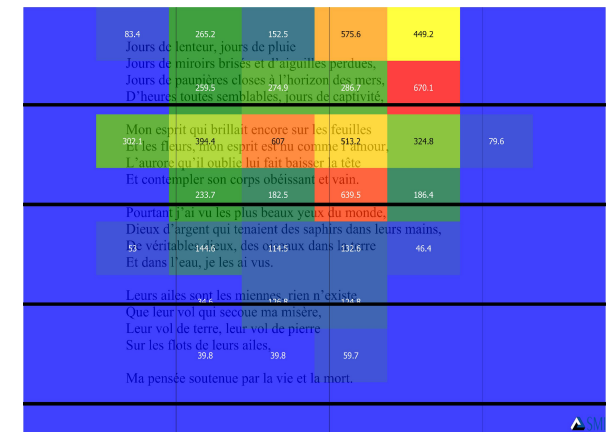 83.4 265.2 152.5 575.6 449.2
Jours de lenteur, jours de pluie
Jours de miroirs brisés et d'aiguilles perdues,
Jours de paupières closes à l'horizon des mers,
259.5 274.9 286.7 670.1
D'heures toutes semblables, jours de captivité,
Mon esprit qui brillait encore sur les feuilles
302.1 394.4 607 513.2 324.8 79.6
Et les fleurs, mon esprit est nu comme l'amour,
L'aurore qu'il oublie lui fait baisser la tête
Et contempler son corps obéissant et vain.
233.7 182.5 639.5 186.4
Pourtant j'ai vu les plus beaux yeux du monde,
Dieux d'argent qui tenaient des saphirs dans leurs mains,
De véritables dieux, des oiseaux dans la terre
53 144.6 114.5 132.6 46.4
Et dans l'eau, je les ai vus.
Leurs ailes sont les miennes, rien n'existe
Que leur vol qui secoue ma misère,
Leur vol de terre, leur vol de pierre
Sur les flots de leurs ailes,
39.8 39.8 59.7
Ma pensée soutenue par la vie et la mort.